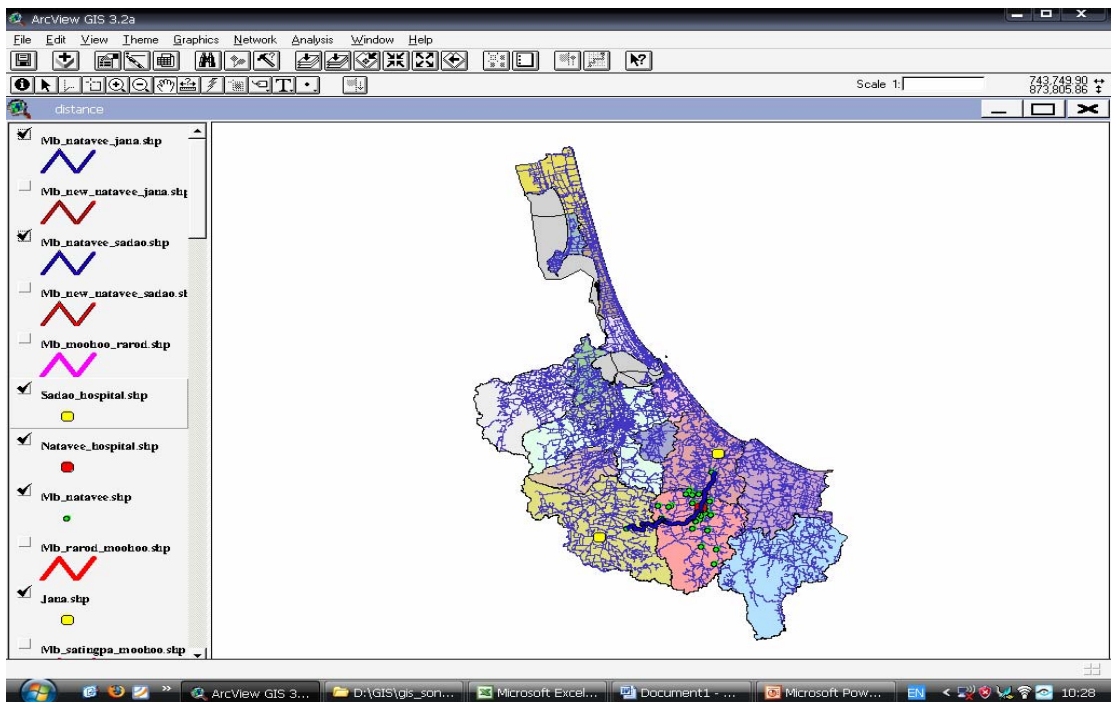 ArcView GIS 3.2a
File Edit View Theme Graphics Network Analysis Window Help
Scale 1: 743,749.90
873,805.86
distance
Mb_natavee_jana.shp
Mb_new_natavee_jana.shp
Mb_natavee_sadao.shp
Mb_new_natavee_sadao.sh
Mb_moohoo_rarod.shp
Sadao_hospital.shp
Natavee_hospital.shp
Mb_natavee.shp
Mb_rarod_moohoo.shp
Jana.shp
Mb_satingpa_moohoo.shp
ArcView GIS 3... D:\GIS\gis_son... Microsoft Excel... Document1 - ... Microsoft Pow... EN 10:28